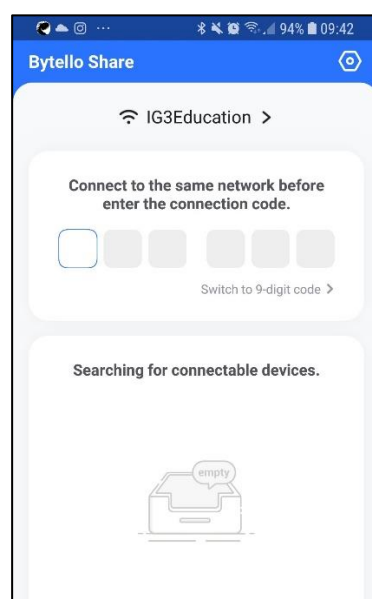 94% 09:42
Bytello Share
IG3Education >
Connect to the same network before
enter the connection code.
Switch to 9-digit code >
Searching for connectable devices.
empty